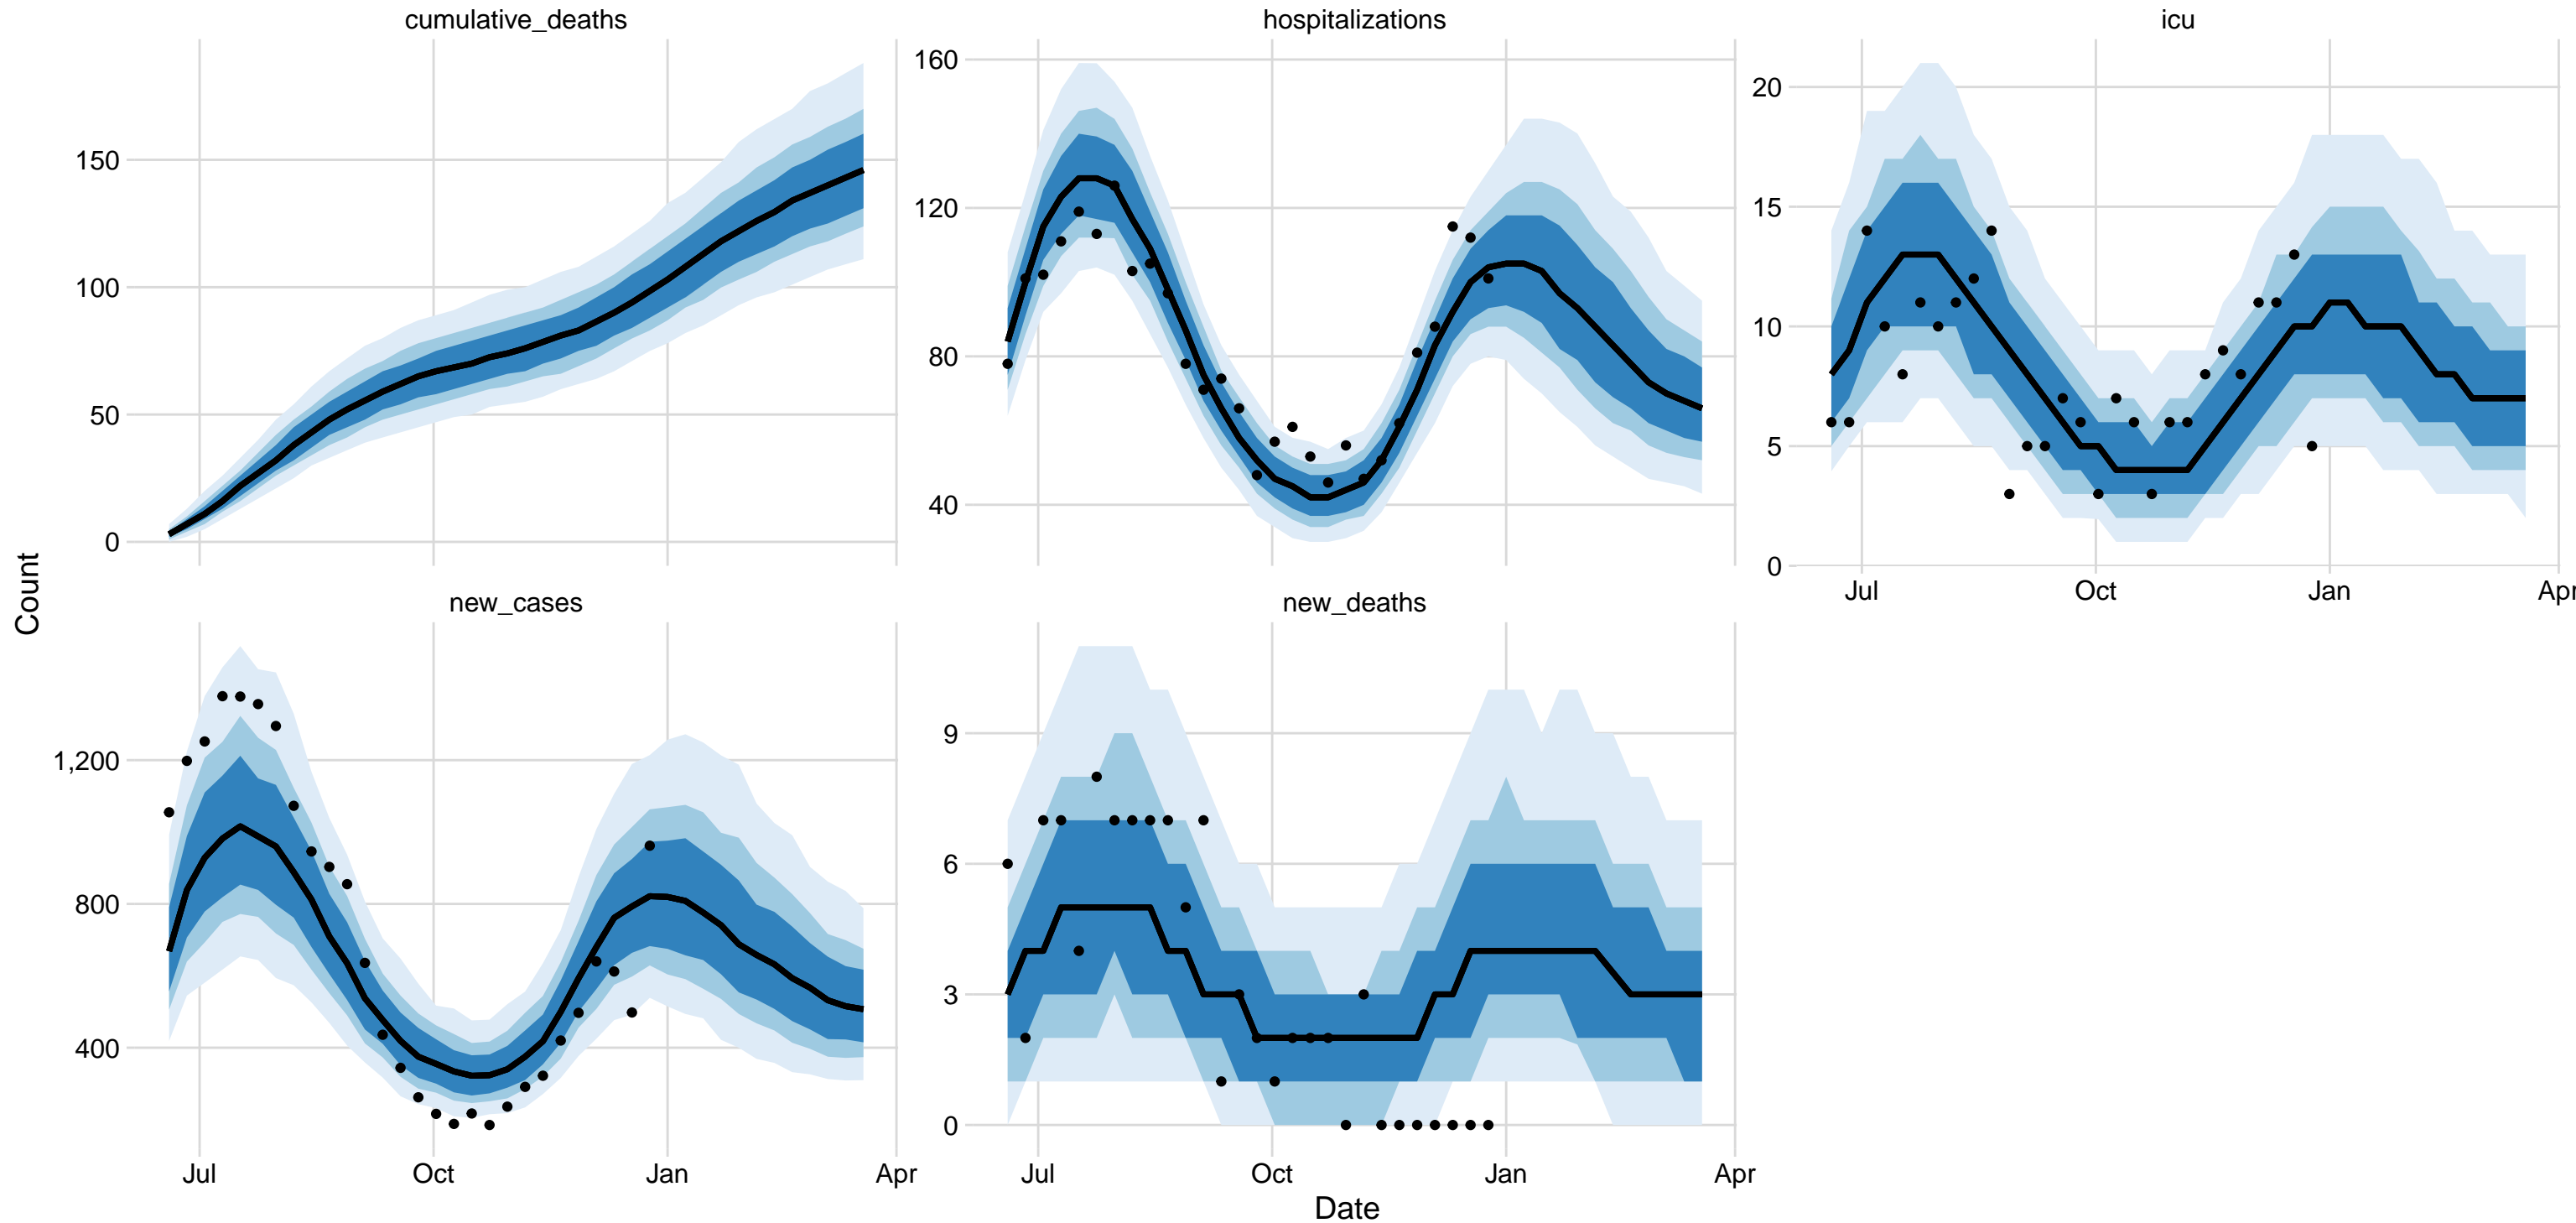 cumulative_deaths
hospitalizations
icu
150
100
50
0
160
120
80
40
20
15
10
5
0
Jul
Oct
Jan
Apr
Count
new_cases
new_deaths
1,200
800
400
9
6
3
0
Jul
Oct
Jan
Apr
Jul
Oct
Jan
Apr
Date